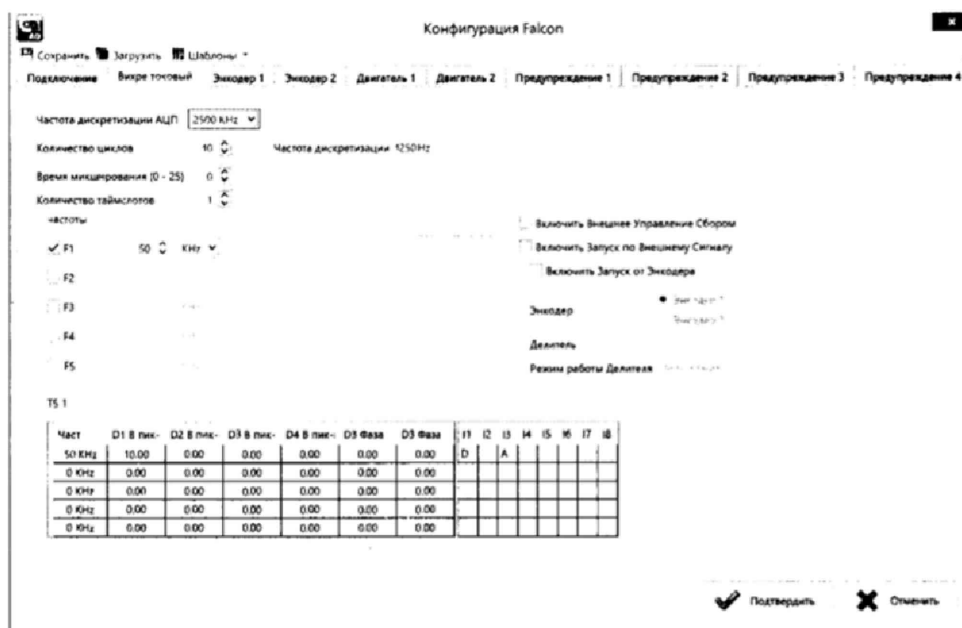 Конфигурация Falcon
Сохранить Загрузить Шаблоны
Подключение Вихре токовый Энкодер 1 Энкодер 2 Двигатель 1 Двигатель 2 Предупреждение 1 Предупреждение 2 Предупреждение 3 Предупреждение 4
Частота дискретизации АЦП 2500 KHz
Количество циклов 10 Частота дискретизации 1250Hz
Время микширования (0 - 25) 0
Количество таймслотов 1
частоты
Включить Внешнее Управление Сбором
F1 50 KHz Включить Запуск по Внешнему Сигналу
F2 Включить Запуск от Энкодера
F3 Энкодер
F4 Делитель
F5 Режим работы Делителя
TS 1
Част D1 В пик- D2 В пик- D3 В пик- D4 В пик- D3 Фаза D3 Фаза I1 I2 I3 I4 I5 I6 I7 I8
50 KHz 10.00 0.00 0.00 0.00 0.00 0.00 D A
0 KHz 0.00 0.00 0.00 0.00 0.00 0.00
0 KHz 0.00 0.00 0.00 0.00 0.00 0.00
0 KHz 0.00 0.00 0.00 0.00 0.00 0.00
0 KHz 0.00 0.00 0.00 0.00 0.00 0.00
Подтвердить Отменить